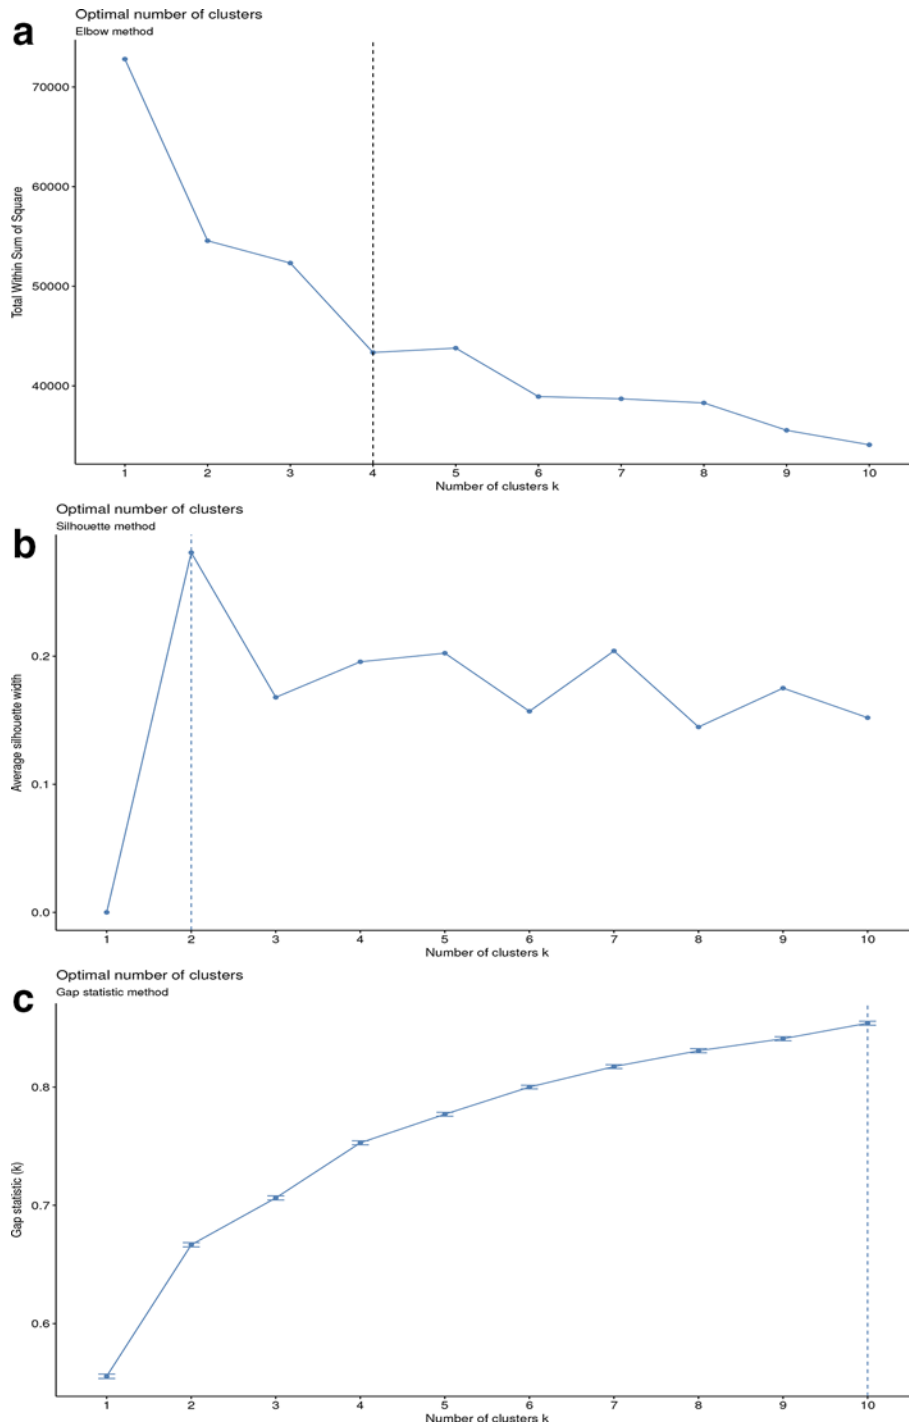 a
Optimal number of clusters
Elbow method
Total Within Sum of Square
70000
60000
50000
40000
1 2 3 4 5 6 7 8 9 10
Number of clusters k
b
Optimal number of clusters
Silhouette method
Average silhouette width
0.2
0.1
0.0
1 2 3 4 5 6 7 8 9 10
Number of clusters k
c
Optimal number of clusters
Gap statistic method
Gap statistic (k)
0.8
0.7
0.6
1 2 3 4 5 6 7 8 9 10
Number of clusters k